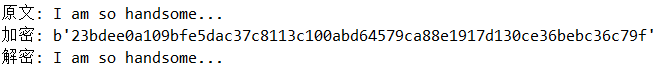 原文: I am so handsome...
加密: b'23bdee0a109bfe5dac37c8113c100abd64579ca88e1917d130ce36bebc36c79f'
解密: I am so handsome...